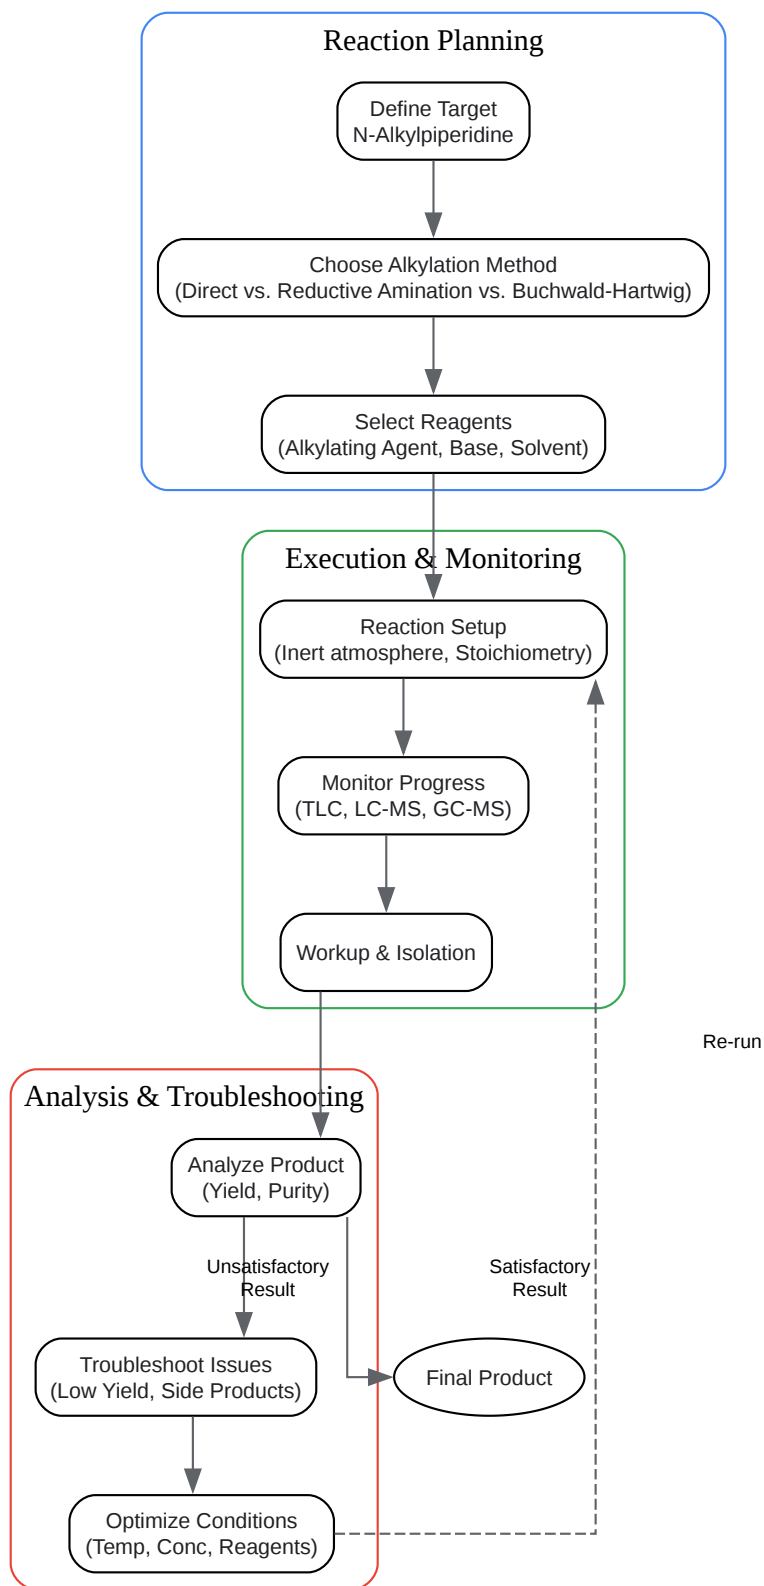 Reaction Planning
Define Target
N-Alkylpiperidine
Choose Alkylation Method
(Direct vs. Reductive Amination vs. Buchwald-Hartwig)
Select Reagents
(Alkylating Agent, Base, Solvent)
Execution & Monitoring
Reaction Setup
(Inert atmosphere, Stoichiometry)
Monitor Progress
(TLC, LC-MS, GC-MS)
Workup & Isolation
Re-run
Analysis & Troubleshooting
Analyze Product
(Yield, Purity)
Unsatisfactory
Result
Satisfactory
Result
Troubleshoot Issues
(Low Yield, Side Products)
Final Product
Optimize Conditions
(Temp, Conc, Reagents)